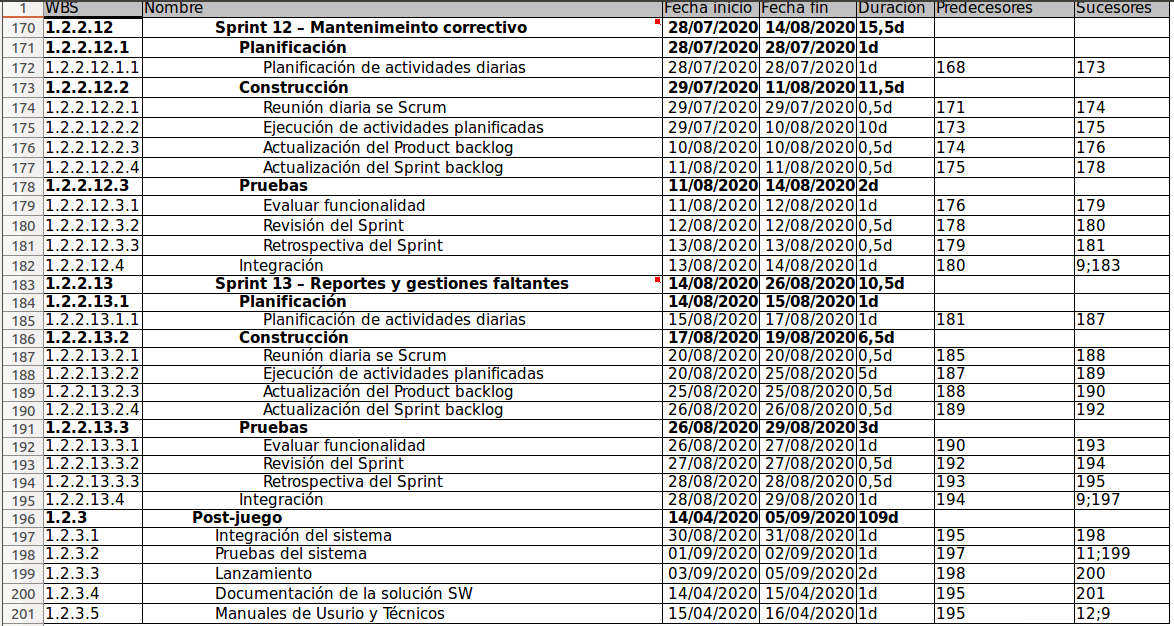 1 WBS Nombre Fecha inicio Fecha fin Duración Predecesores Sucesores
170 1.2.2.12 Sprint 12 – Mantenimeinto correctivo 28/07/2020 14/08/2020 15,5d
171 1.2.2.12.1 Planificación 28/07/2020 28/07/2020 1d
172 1.2.2.12.1.1 Planificación de actividades diarias 28/07/2020 28/07/2020 1d 168 173
173 1.2.2.12.2 Construcción 29/07/2020 11/08/2020 11,5d
174 1.2.2.12.2.1 Reunión diaria se Scrum 29/07/2020 29/07/2020 0,5d 171 174
175 1.2.2.12.2.2 Ejecución de actividades planificadas 29/07/2020 10/08/2020 10d 173 175
176 1.2.2.12.2.3 Actualización del Product backlog 10/08/2020 10/08/2020 0,5d 174 176
177 1.2.2.12.2.4 Actualización del Sprint backlog 11/08/2020 11/08/2020 0,5d 175 178
178 1.2.2.12.3 Pruebas 11/08/2020 14/08/2020 2d
179 1.2.2.12.3.1 Evaluar funcionalidad 11/08/2020 12/08/2020 1d 176 179
180 1.2.2.12.3.2 Revisión del Sprint 12/08/2020 12/08/2020 0,5d 178 180
181 1.2.2.12.3.3 Retrospectiva del Sprint 13/08/2020 13/08/2020 0,5d 179 181
182 1.2.2.12.4 Integración 13/08/2020 14/08/2020 1d 180 9;183
183 1.2.2.13 Sprint 13 – Reportes y gestiones faltantes 14/08/2020 26/08/2020 10,5d
184 1.2.2.13.1 Planificación 14/08/2020 15/08/2020 1d
185 1.2.2.13.1.1 Planificación de actividades diarias 15/08/2020 17/08/2020 1d 181 187
186 1.2.2.13.2 Construcción 17/08/2020 19/08/2020 6,5d
187 1.2.2.13.2.1 Reunión diaria se Scrum 20/08/2020 20/08/2020 0,5d 185 188
188 1.2.2.13.2.2 Ejecución de actividades planificadas 20/08/2020 25/08/2020 5d 187 189
189 1.2.2.13.2.3 Actualización del Product backlog 25/08/2020 25/08/2020 0,5d 188 190
190 1.2.2.13.2.4 Actualización del Sprint backlog 26/08/2020 26/08/2020 0,5d 189 192
191 1.2.2.13.3 Pruebas 26/08/2020 29/08/2020 3d
192 1.2.2.13.3.1 Evaluar funcionalidad 26/08/2020 27/08/2020 1d 190 193
193 1.2.2.13.3.2 Revisión del Sprint 27/08/2020 27/08/2020 0,5d 192 194
194 1.2.2.13.3.3 Retrospectiva del Sprint 28/08/2020 28/08/2020 0,5d 193 195
195 1.2.2.13.4 Integración 28/08/2020 29/08/2020 1d 194 9;197
196 1.2.3 Post-juego 14/04/2020 05/09/2020 109d
197 1.2.3.1 Integración del sistema 30/08/2020 31/08/2020 1d 195 198
198 1.2.3.2 Pruebas del sistema 01/09/2020 02/09/2020 1d 197 11;199
199 1.2.3.3 Lanzamiento 03/09/2020 05/09/2020 2d 198 200
200 1.2.3.4 Documentación de la solución SW 14/04/2020 15/04/2020 1d 195 201
201 1.2.3.5 Manuales de Usurio y Técnicos 15/04/2020 16/04/2020 1d 195 12;9